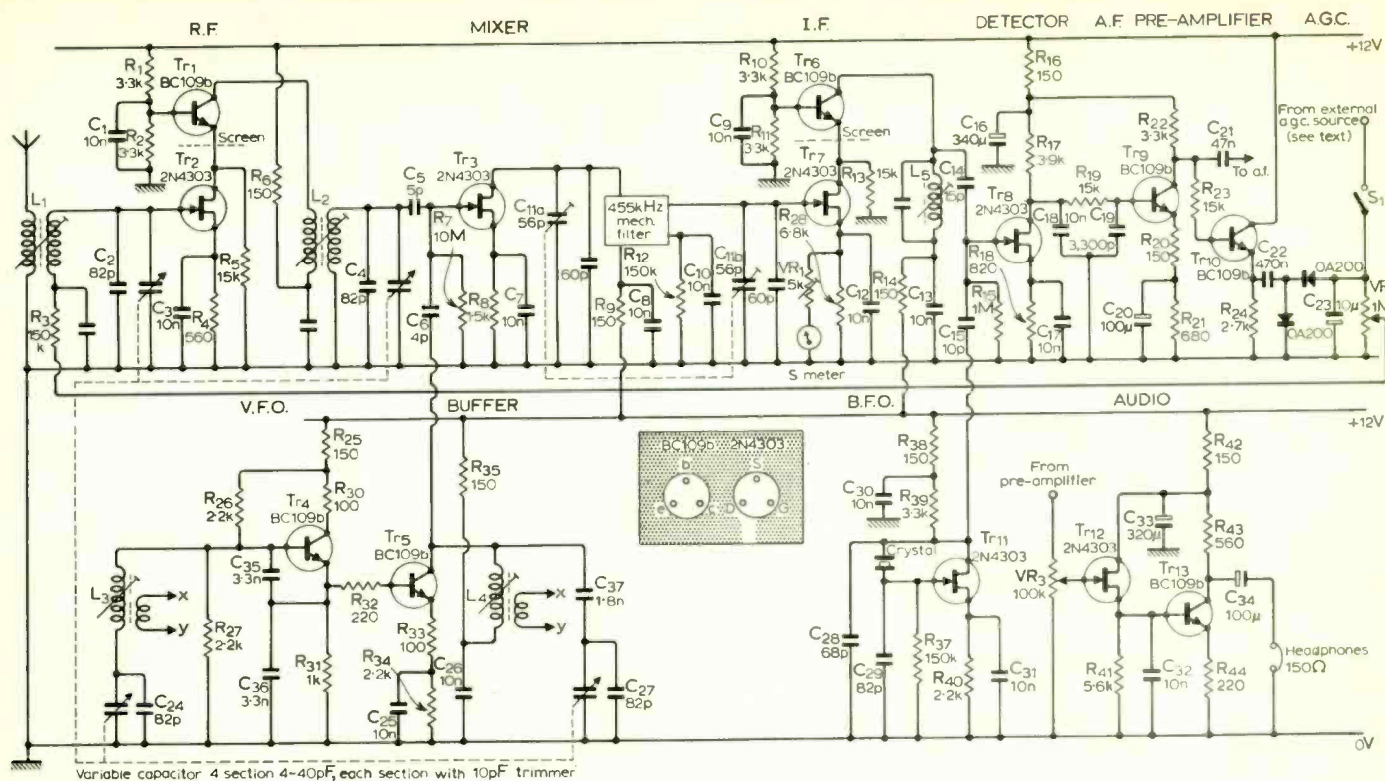 R.F. MIXER I.F. DETECTOR A.F. PRE-AMPLIFIER A.G.C.
+12V
R1
3·3k
Tr1
BC109b
C1
10n
R2
3·3k
Screen
Tr2
2N4303
L1
R3
150
k
C2
82p
C3
10n
R4
560
R5
15k
R6
150
L2
C4
82p
C5
5p
Tr3
2N4303
R7
10M
C6
4p
R8
1·5k
C7
10n
C11a
56p
60p
455kHz
mech.
filter
R12
150k
R9
150
C8
10n
C10
10n
C11b
56p
60p
R10
3·3k
Tr6
BC109b
C9
10n
R11
3·3k
Screen
Tr7
2N4303
R13
15k
R28
6·8k
VR1
5k
S meter
C12
10n
R14
150
L5
C13
10n
C14
15p
C15
10p
R15
1M
R16
150
C16
340μ
R17
3·9k
Tr8
2N4303
R18
820
C17
10n
R19
15k
C18
10n
C19
3,300p
R22
3·3k
Tr9
BC109b
R20
150
C20
100μ
R21
680
C21
47n
To a.f.
R23
15k
Tr10
BC109b
R24
2·7k
C22
470n
OA200
OA200
C23
10μ
From external
a.g.c. source
(see text)
S1
VR
1M
V.F.O. BUFFER B.F.O. AUDIO
+12V
R25
150
R26
2·2k
R30
100
Tr4
BC109b
L3
x
y
C24
82p
R27
2·2k
C35
3·3n
C36
3·3n
R31
1k
R32
220
Tr5
BC109b
R33
100
R34
2·2k
C25
10n
C26
10n
R35
150
L4
x
y
C37
1·8n
C27
82p
BC109b 2N4303
b S
e c D G
R38
150
C30
10n
R39
3·3k
Crystal
Tr11
2N4303
C28
68p
C29
82p
R37
150k
R40
2·2k
C31
10n
From
pre-amplifier
VR3
100k
Tr12
2N4303
R41
5·6k
C32
10n
C33
320μ
R42
150
R43
560
Tr13
BC109b
C34
100μ
R44
220
Headphones
150Ω
0V
Variable capacitor 4 section 4~40pF, each section with 10pF trimmer